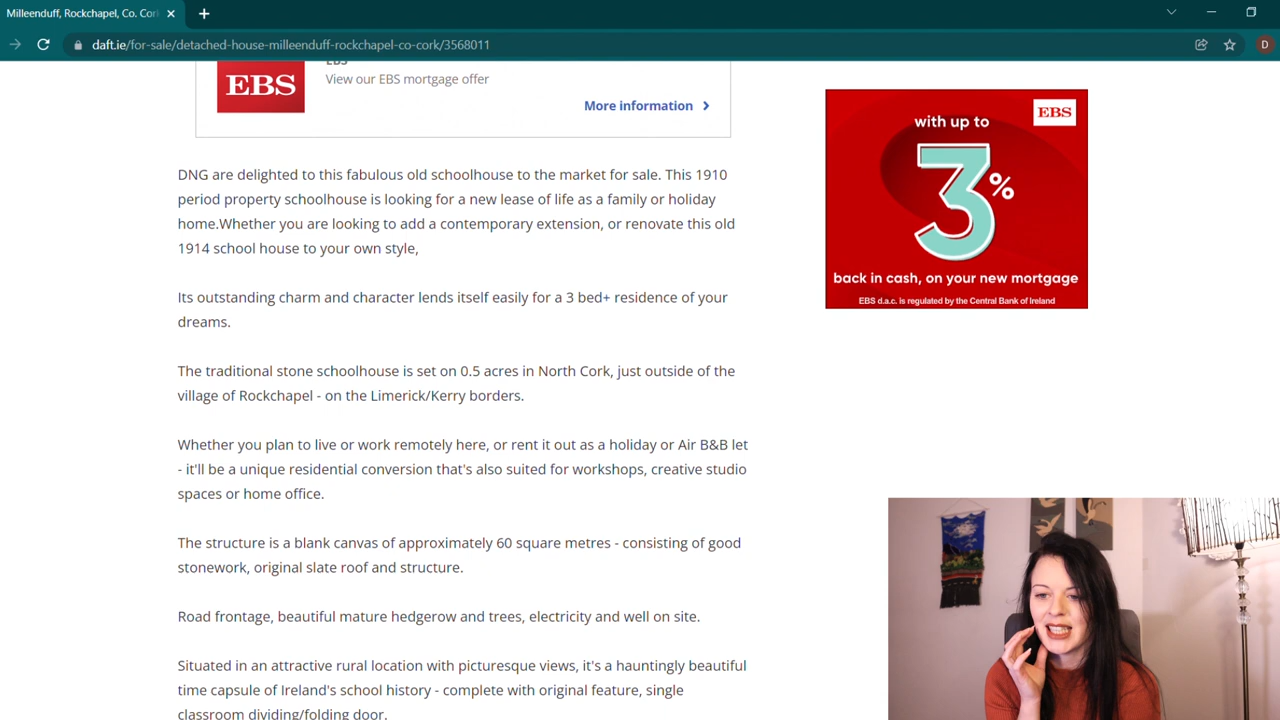 Milleenduff, Rockchapel, Co. Cor
daft.ie/for-sale/detached-house-milleenduff-rockchapel-co-cork/3568011
D
EBS
EBS
View our EBS mortgage offer
More information
DNG are delighted to this fabulous old schoolhouse to the market for sale. This 1910
period property schoolhouse is looking for a new lease of life as a family or holiday
home.Whether you are looking to add a contemporary extension, or renovate this old
1914 school house to your own style,
Its outstanding charm and character lends itself easily for a 3 bed+ residence of your
dreams.
The traditional stone schoolhouse is set on 0.5 acres in North Cork, just outside of the
village of Rockchapel - on the Limerick/Kerry borders.
Whether you plan to live or work remotely here, or rent it out as a holiday or Air B&B let
- it'll be a unique residential conversion that's also suited for workshops, creative studio
spaces or home office.
The structure is a blank canvas of approximately 60 square metres - consisting of good
stonework, original slate roof and structure.
Road frontage, beautiful mature hedgerow and trees, electricity and well on site.
Situated in an attractive rural location with picturesque views, it's a hauntingly beautiful
time capsule of Ireland's school history - complete with original feature, single
classroom dividing/folding door.
EBS
with up to
3%
back in cash, on your new mortgage
EBS d.a.c. is regulated by the Central Bank of Ireland